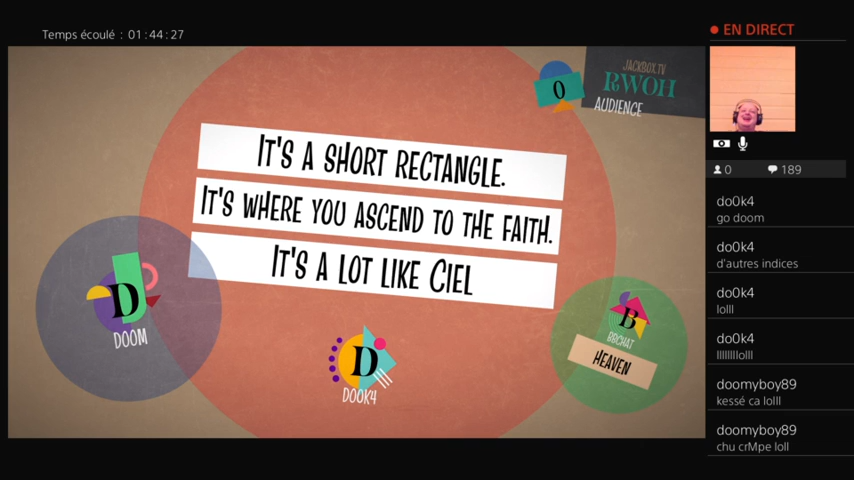 Temps écoulé : 01:44:27
EN DIRECT
JACKBOX.TV
RWOH
0
AUDIENCE
IT'S A SHORT RECTANGLE.
IT'S WHERE YOU ASCEND TO THE FAITH.
IT'S A LOT LIKE CIEL
D
DOOM
D
DOOK4
B
BBCHAT
HEAVEN
0
189
do0k4
go doom
do0k4
d'autres indices
do0k4
lolll
do0k4
lllllllllolll
doomyboy89
kessé ca lolll
doomyboy89
chu crMpe loll